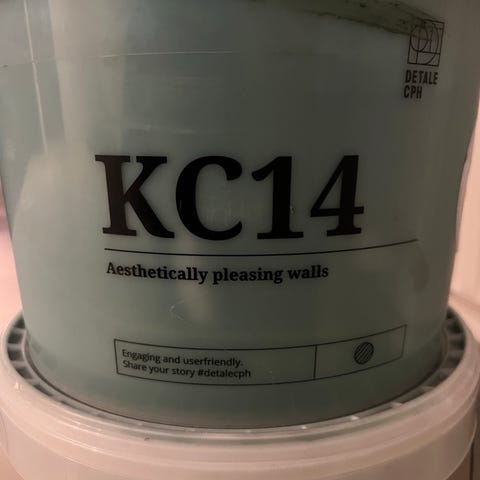 DETALE
CPH
KC14
Aesthetically pleasing walls
Engaging and userfriendly.
Share your story #detalecph